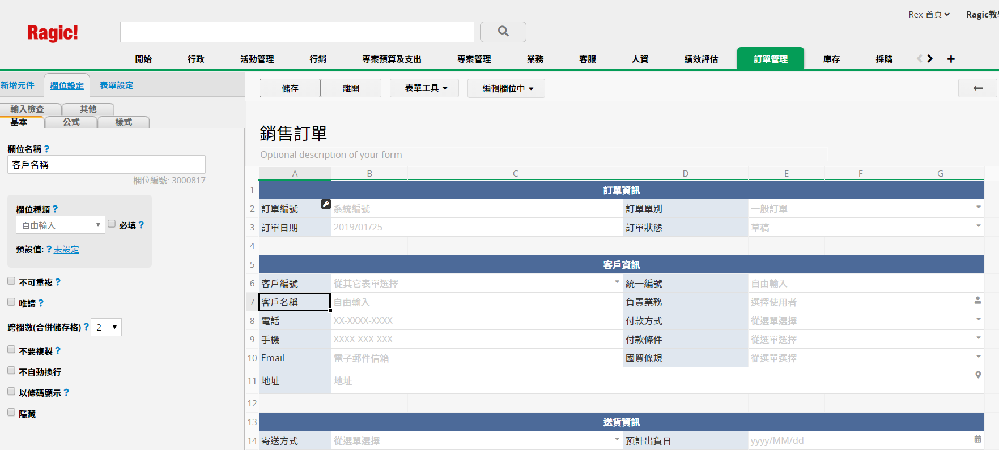 Rex 首頁
Ragic教
Ragic!
開始 行政 活動管理 行銷 專案預算及支出 專案管理 業務 客服 人資 績效評估 訂單管理 庫存 採購 +
新增元件 欄位設定 表單設定
儲存 離開 表單工具 編輯欄位中
輸入檢查 其他
基本 公式 樣式
欄位名稱 ?
客戶名稱
欄位編號: 3000817
欄位種類 ?
自由輸入 必填 ?
預設值: ? 未設定
不可重複 ?
唯讀 ?
跨欄數(合併儲存格) ? 2
不要複製 ?
不自動換行
以條碼顯示 ?
隱藏
銷售訂單
Optional description of your form
A B C D E F G
1 訂單資訊
2 訂單編號 系統編號 訂單單別 一般訂單
3 訂單日期 2019/01/25 訂單狀態 草稿
4
5 客戶資訊
6 客戶編號 從其它表單選擇 統一編號 自由輸入
7 客戶名稱 自由輸入 負責業務 選擇使用者
8 電話 XX-XXXX-XXXX 付款方式 從選單選擇
9 手機 XXXX-XXX-XXX 付款條件 從選單選擇
10 Email 電子郵件信箱 國貿條規 從選單選擇
11 地址 地址
12
13 送貨資訊
14 寄送方式 從選單選擇 預計出貨日 yyyy/MM/dd